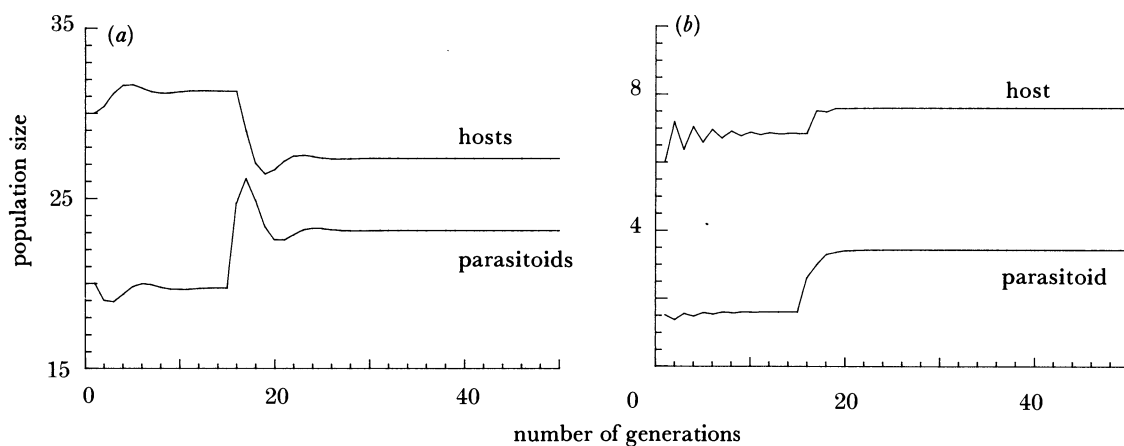 (a)
35
25
15
hosts
parasitoids
0
20
40
population size
(b)
8
4
0
host
parasitoid
20
40
number of generations